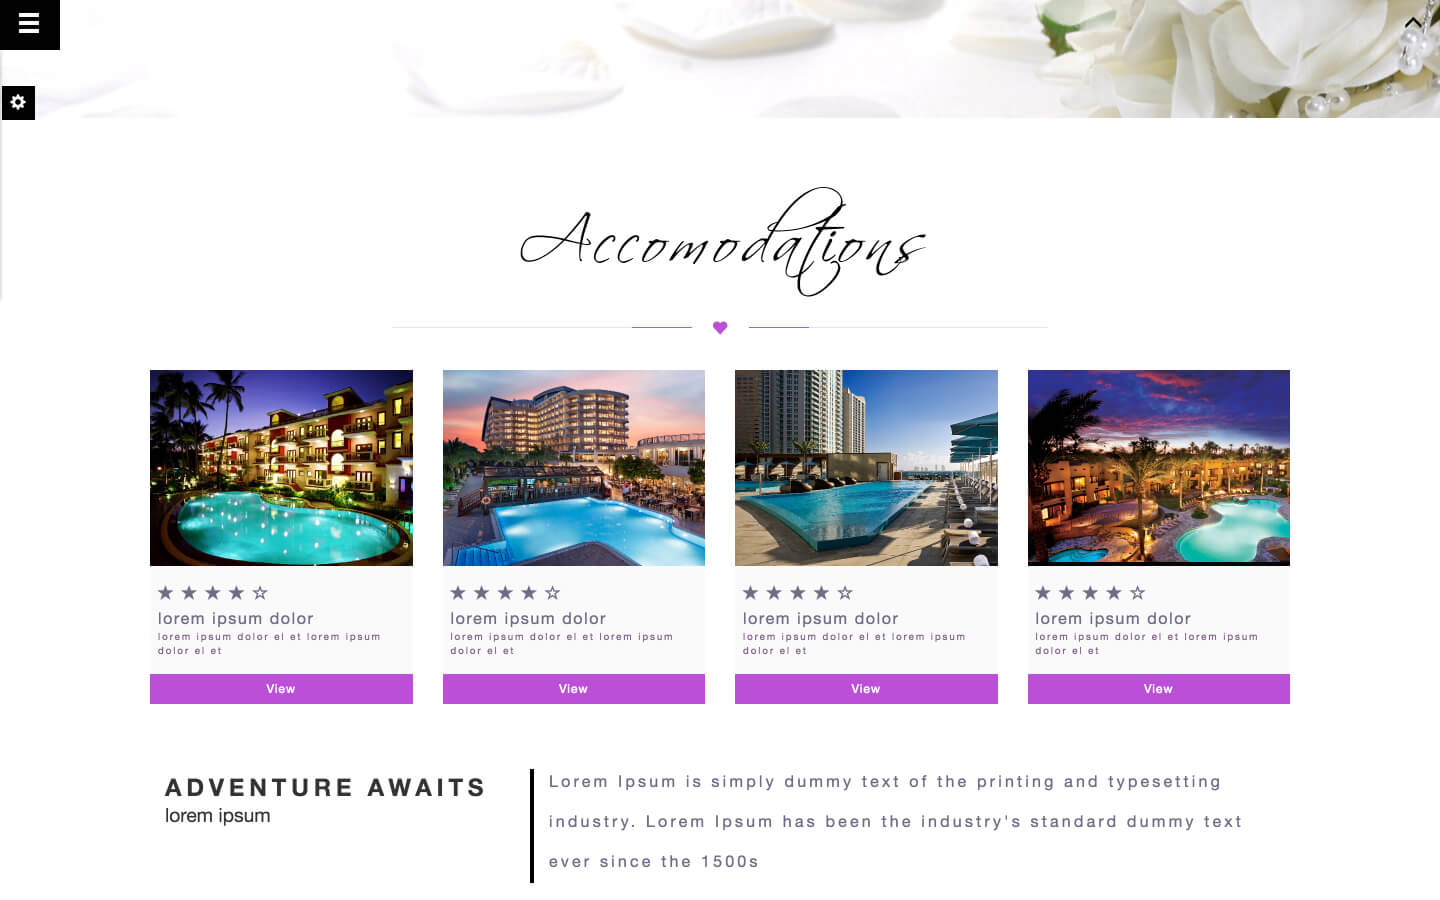 Accomodations
lorem ipsum dolor
lorem ipsum dolor el et lorem ipsum
dolor el et
View
lorem ipsum dolor
lorem ipsum dolor el et lorem ipsum
dolor el et
View
lorem ipsum dolor
lorem ipsum dolor el et lorem ipsum
dolor el et
View
lorem ipsum dolor
lorem ipsum dolor el et lorem ipsum
dolor el et
View
ADVENTURE AWAITS
lorem ipsum
Lorem Ipsum is simply dummy text of the printing and typesetting
industry. Lorem Ipsum has been the industry's standard dummy text
ever since the 1500s